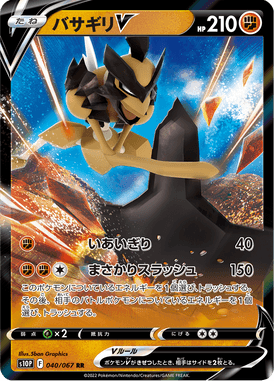 たね バサギリV HP 210
いあいぎり 40
まさかりスラッシュ 150
このポケモンについているエネルギーを1個選び、トラッシュする。
その後、相手のバトルポケモンについているエネルギーを1個
選び、トラッシュする。
弱点 ×2 抵抗力 にげる
Vルール
ポケモンVがきぜつしたとき、相手はサイドを2枚とる。
Illus. 5ban Graphics
s10P F 040/067 RR
©2022 Pokémon/Nintendo/Creatures/GAME FREAK.